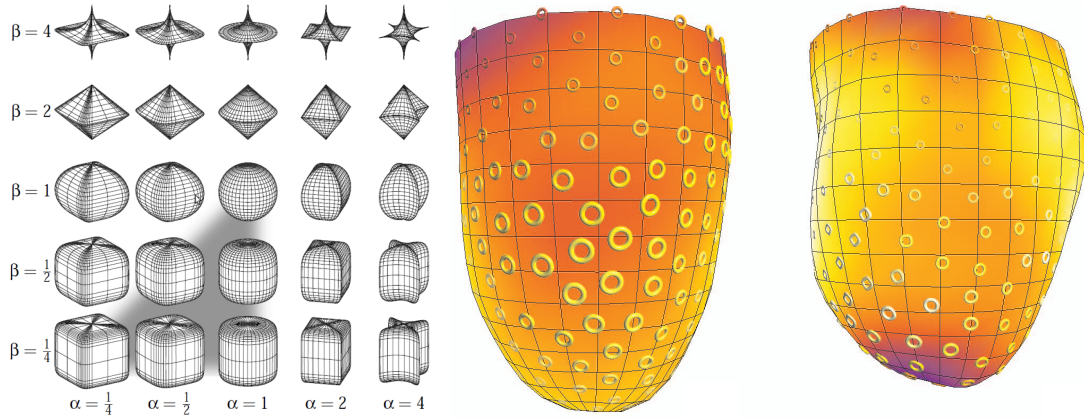 β = 4
β = 2
β = 1
β = 1/2
β = 1/4
α = 1/4 α = 1/2 α = 1 α = 2 α = 4